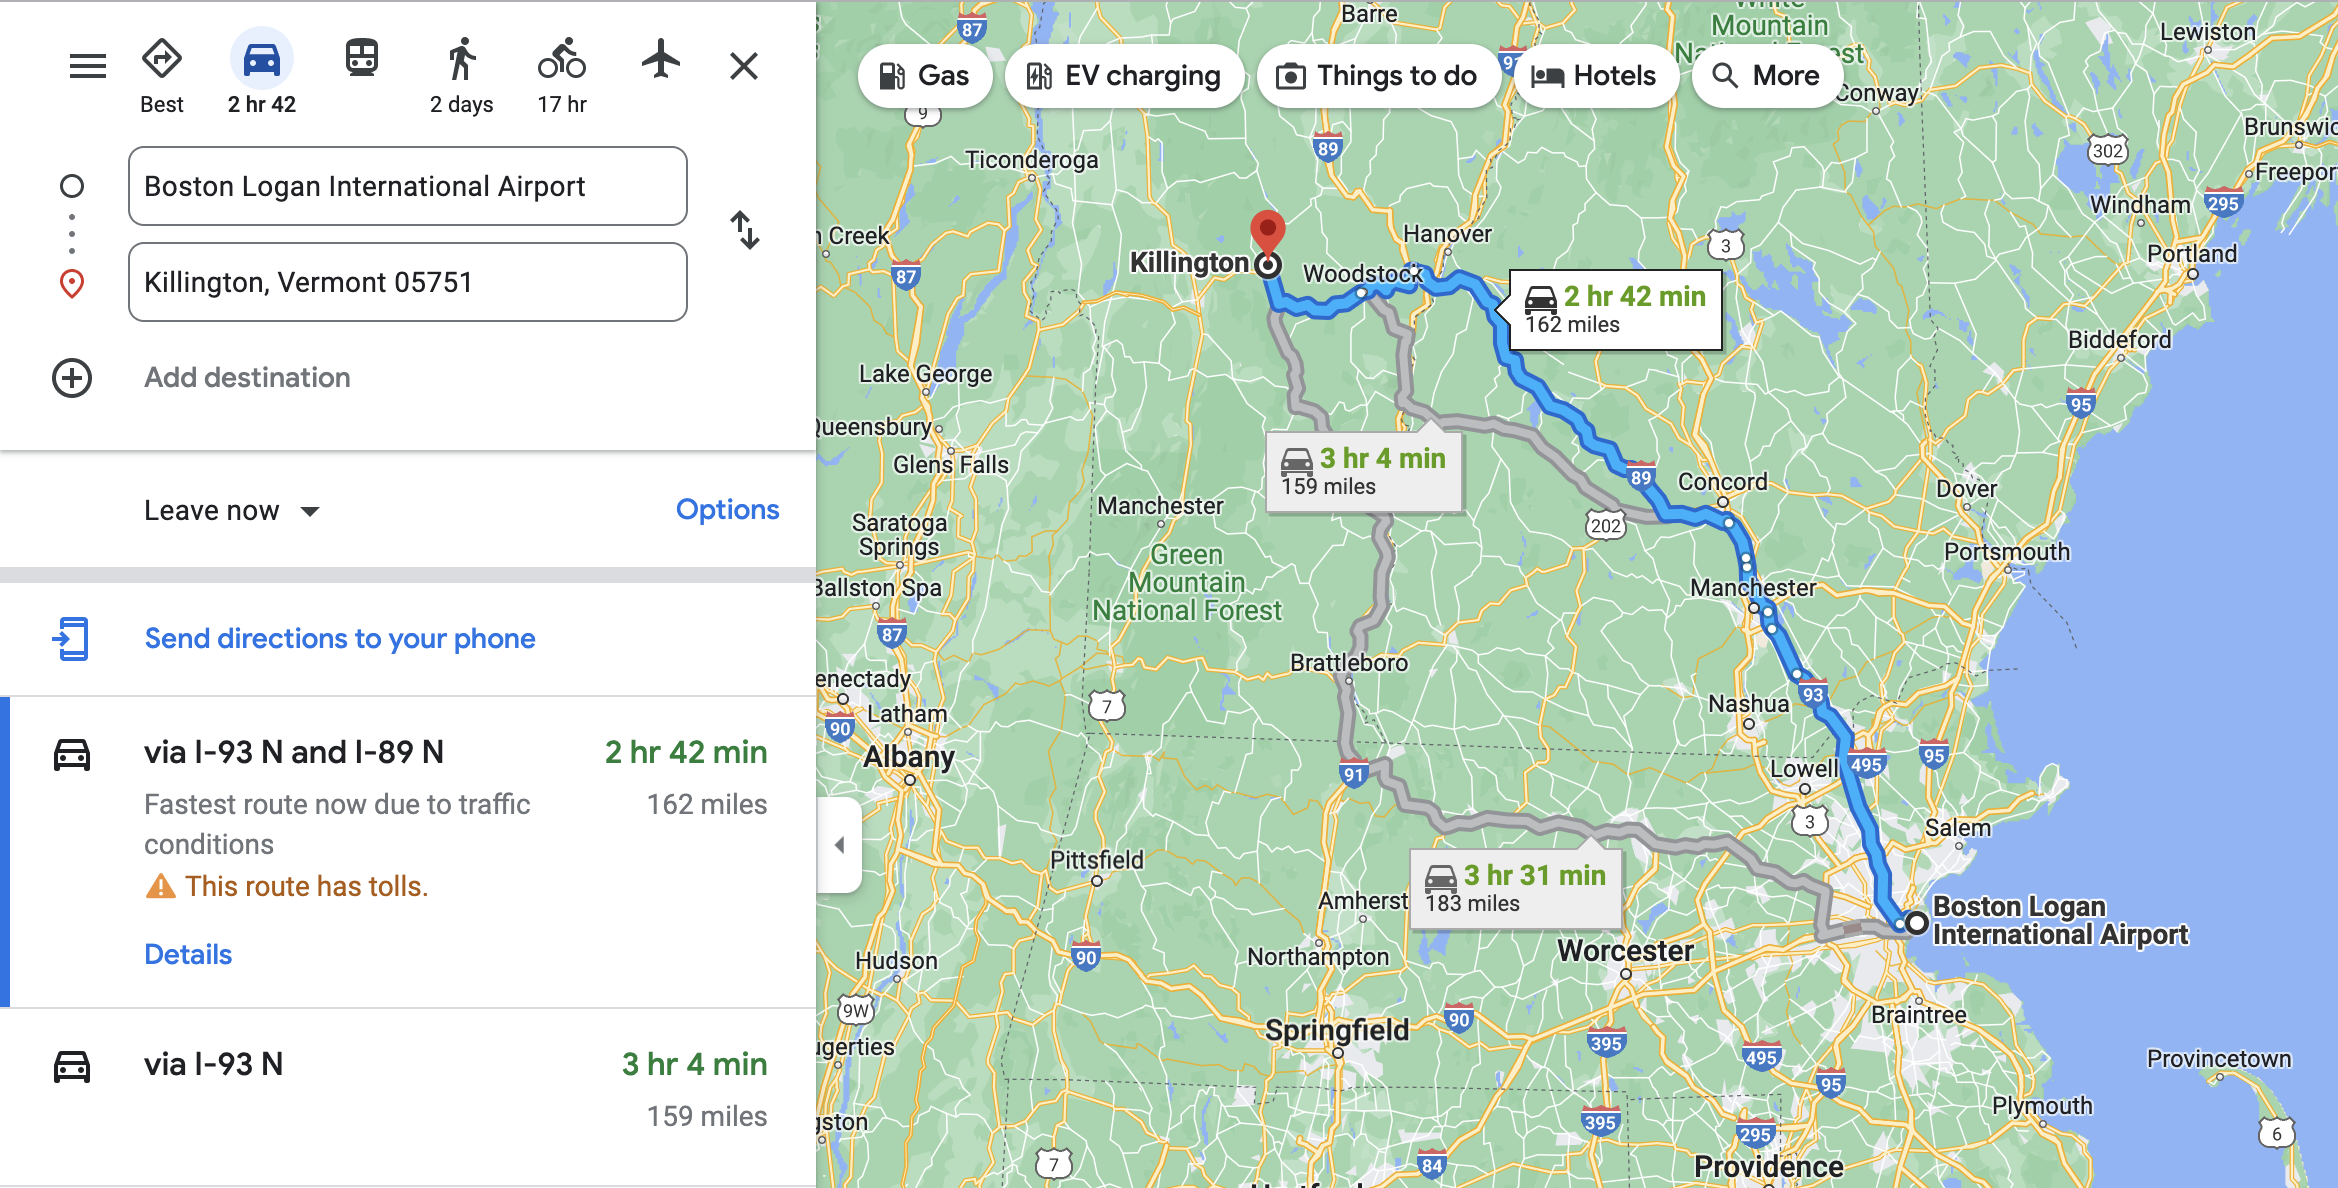 Best
2 hr 42
2 days
17 hr
Boston Logan International Airport
Killington, Vermont 05751
Add destination
Leave now
Options
Send directions to your phone
via I-93 N and I-89 N
2 hr 42 min
Fastest route now due to traffic
conditions
162 miles
This route has tolls.
Details
via I-93 N
3 hr 4 min
159 miles
Gas
EV charging
Things to do
Hotels
More
Barre
Mountain
Lewiston
87
9
Conway
Ticonderoga
89
302
Windham
295
Portland
Creek
87
Hanover
3
Killington
Woodstock
2 hr 42 min
162 miles
Biddeford
Lake George
95
Queensbury
Glens Falls
3 hr 4 min
159 miles
89
Concord
Dover
Manchester
Saratoga
Springs
202
Green
Mountain
National Forest
Portsmouth
Ballston Spa
Manchester
87
Brattleboro
93
Nashua
7
Latham
90
Albany
91
Lowell
495
95
3
Salem
Pittsfield
3 hr 31 min
183 miles
Amherst
Boston Logan
International Airport
Northampton
Worcester
Hudson
90
9W
Springfield
90
395
495
95
Braintree
Provincetown
Plymouth
395
295
6
7
84
Providence